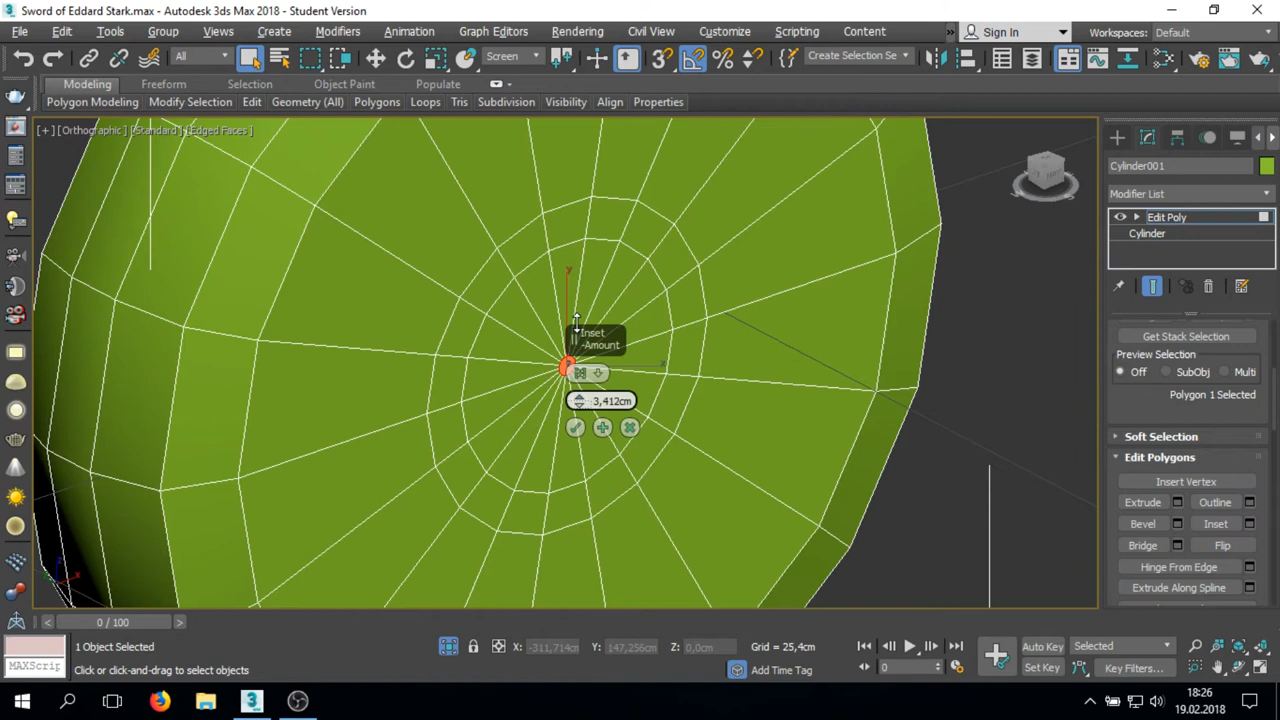 Sword of Eddard Stark.max - Autodesk 3ds Max 2018 - Student Version
File Edit Tools Group Views Create Modifiers Animation Graph Editors Rendering Civil View Customize Scripting Content Sign In Workspaces: Default
All Screen Create Selection Se
Modeling Freeform Selection Object Paint Populate
Polygon Modeling Modify Selection Edit Geometry (All) Polygons Loops Tris Subdivision Visibility Align Properties
[+] [Orthographic] [Standard] [Edged Faces]
Cylinder001
Modifier List
Edit Poly
Cylinder
y
Inset
-Amount
x
3,412cm
Get Stack Selection
Preview Selection
Off SubObj Multi
Polygon 1 Selected
Soft Selection
Edit Polygons
Insert Vertex
Extrude Outline
Bevel Inset
Bridge Flip
Hinge From Edge
Extrude Along Spline
z
x
< 0 / 100 >
1 Object Selected X: -311,714cm Y: 147,256cm Z: 0,0cm Grid = 25,4cm Auto Key Selected
MAXScrip Click or click-and-drag to select objects Add Time Tag 0 Set Key Key Filters...
18:26
19.02.2018